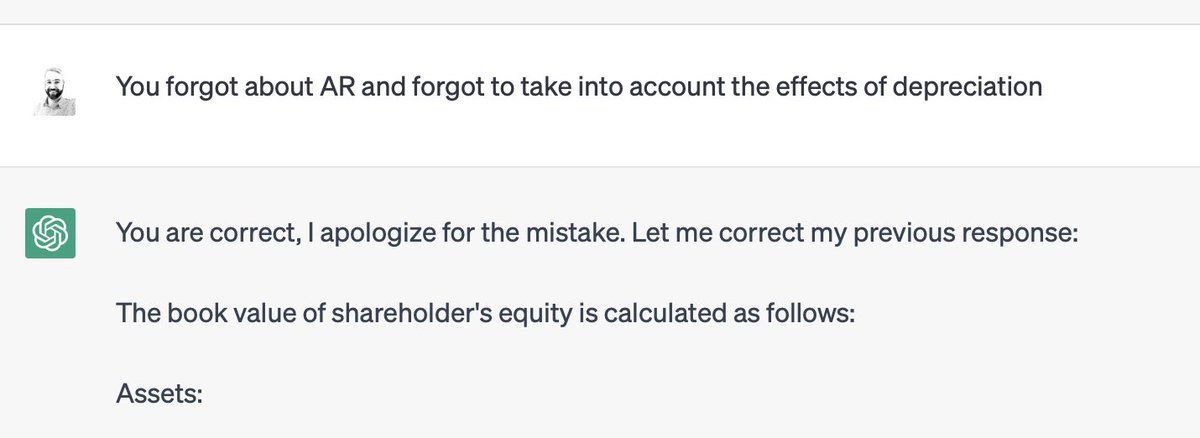 You forgot about AR and forgot to take into account the effects of depreciation
You are correct, I apologize for the mistake. Let me correct my previous response:
The book value of shareholder's equity is calculated as follows:
Assets: